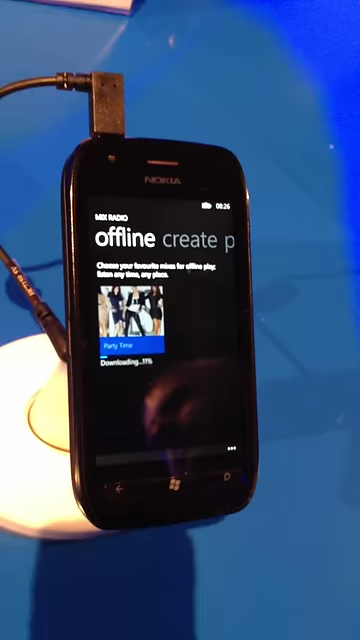 NOKIA
08:26
MIX RADIO
offline create p
Choose your favourite mixes for offline play:
listen any time, any place.
Party Time
Downloading...11%